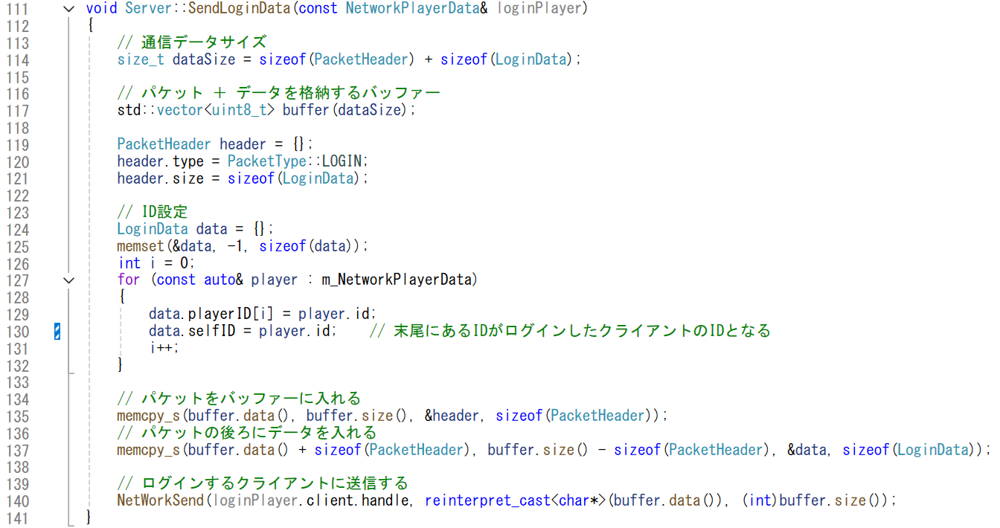 111 void Server::SendLoginData(const NetworkPlayerData& loginPlayer)
112 {
113 // 通信データサイズ
114 size_t dataSize = sizeof(PacketHeader) + sizeof(LoginData);
115
116 // パケット + データを格納するバッファー
117 std::vector<uint8_t> buffer(dataSize);
118
119 PacketHeader header = {};
120 header.type = PacketType::LOGIN;
121 header.size = sizeof(LoginData);
122
123 // ID設定
124 LoginData data = {};
125 memset(&data, -1, sizeof(data));
126 int i = 0;
127 for (const auto& player : m_NetworkPlayerData)
128 {
129 data.playerID[i] = player.id;
130 data.selfID = player.id; // 末尾にあるIDがログインしたクライアントのIDとなる
131 i++;
132 }
133
134 // パケットをバッファーに入れる
135 memcpy_s(buffer.data(), buffer.size(), &header, sizeof(PacketHeader));
136 // パケットの後ろにデータを入れる
137 memcpy_s(buffer.data() + sizeof(PacketHeader), buffer.size() - sizeof(PacketHeader), &data, sizeof(LoginData));
138
139 // ログインするクライアントに送信する
140 NetWorkSend(loginPlayer.client.handle, reinterpret_cast<char*>(buffer.data()), (int)buffer.size());
141 }